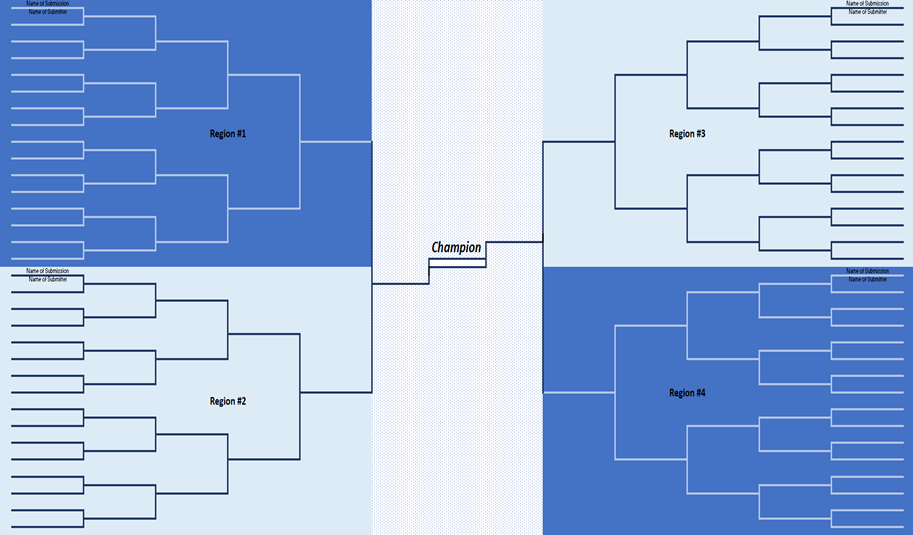 Name of Submission
Name of Submitter
Region #1
Name of Submission
Name of Submitter
Region #2
Champion
Name of Submission
Name of Submitter
Region #3
Name of Submission
Name of Submitter
Region #4